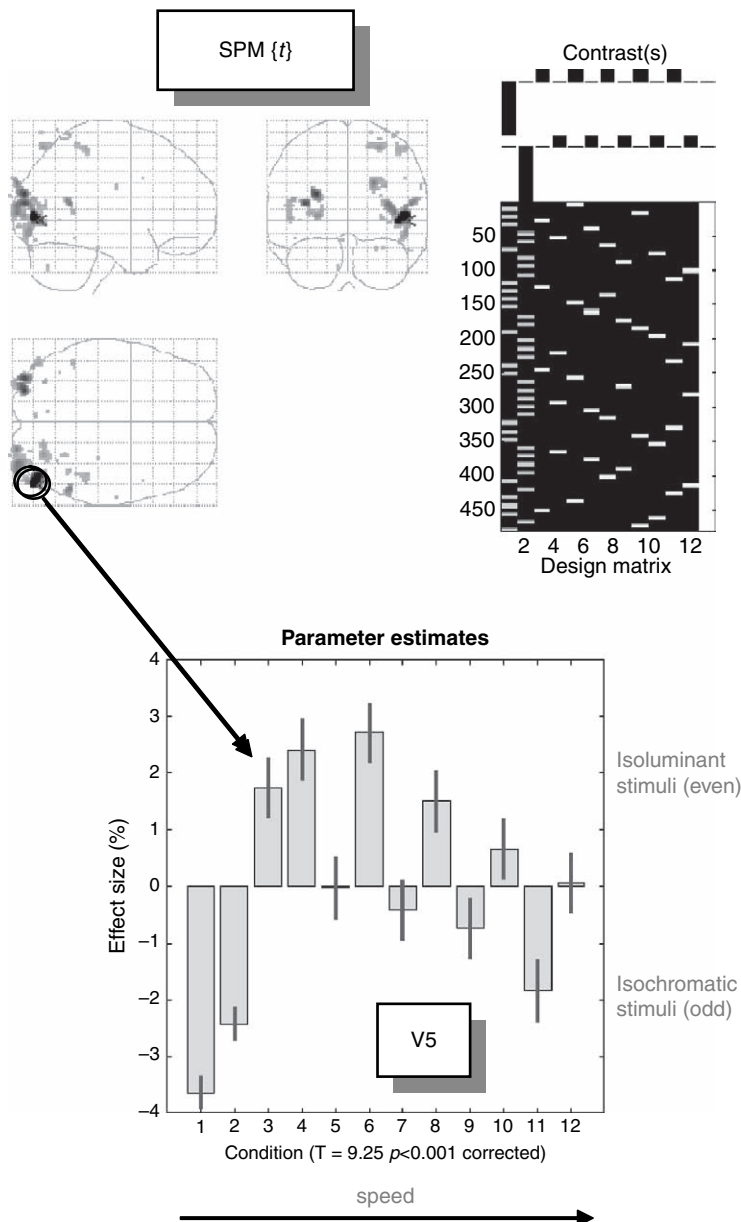 SPM {t}
Contrast(s)
50
100
150
200
250
300
350
400
450
2 4 6 8 10 12
Design matrix
Parameter estimates
4
3
2
1
0
−1
−2
−3
−4
Effect size (%)
Isoluminant
stimuli (even)
Isochromatic
stimuli (odd)
V5
1 2 3 4 5 6 7 8 9 10 11 12
Condition (T = 9.25 p<0.001 corrected)
speed